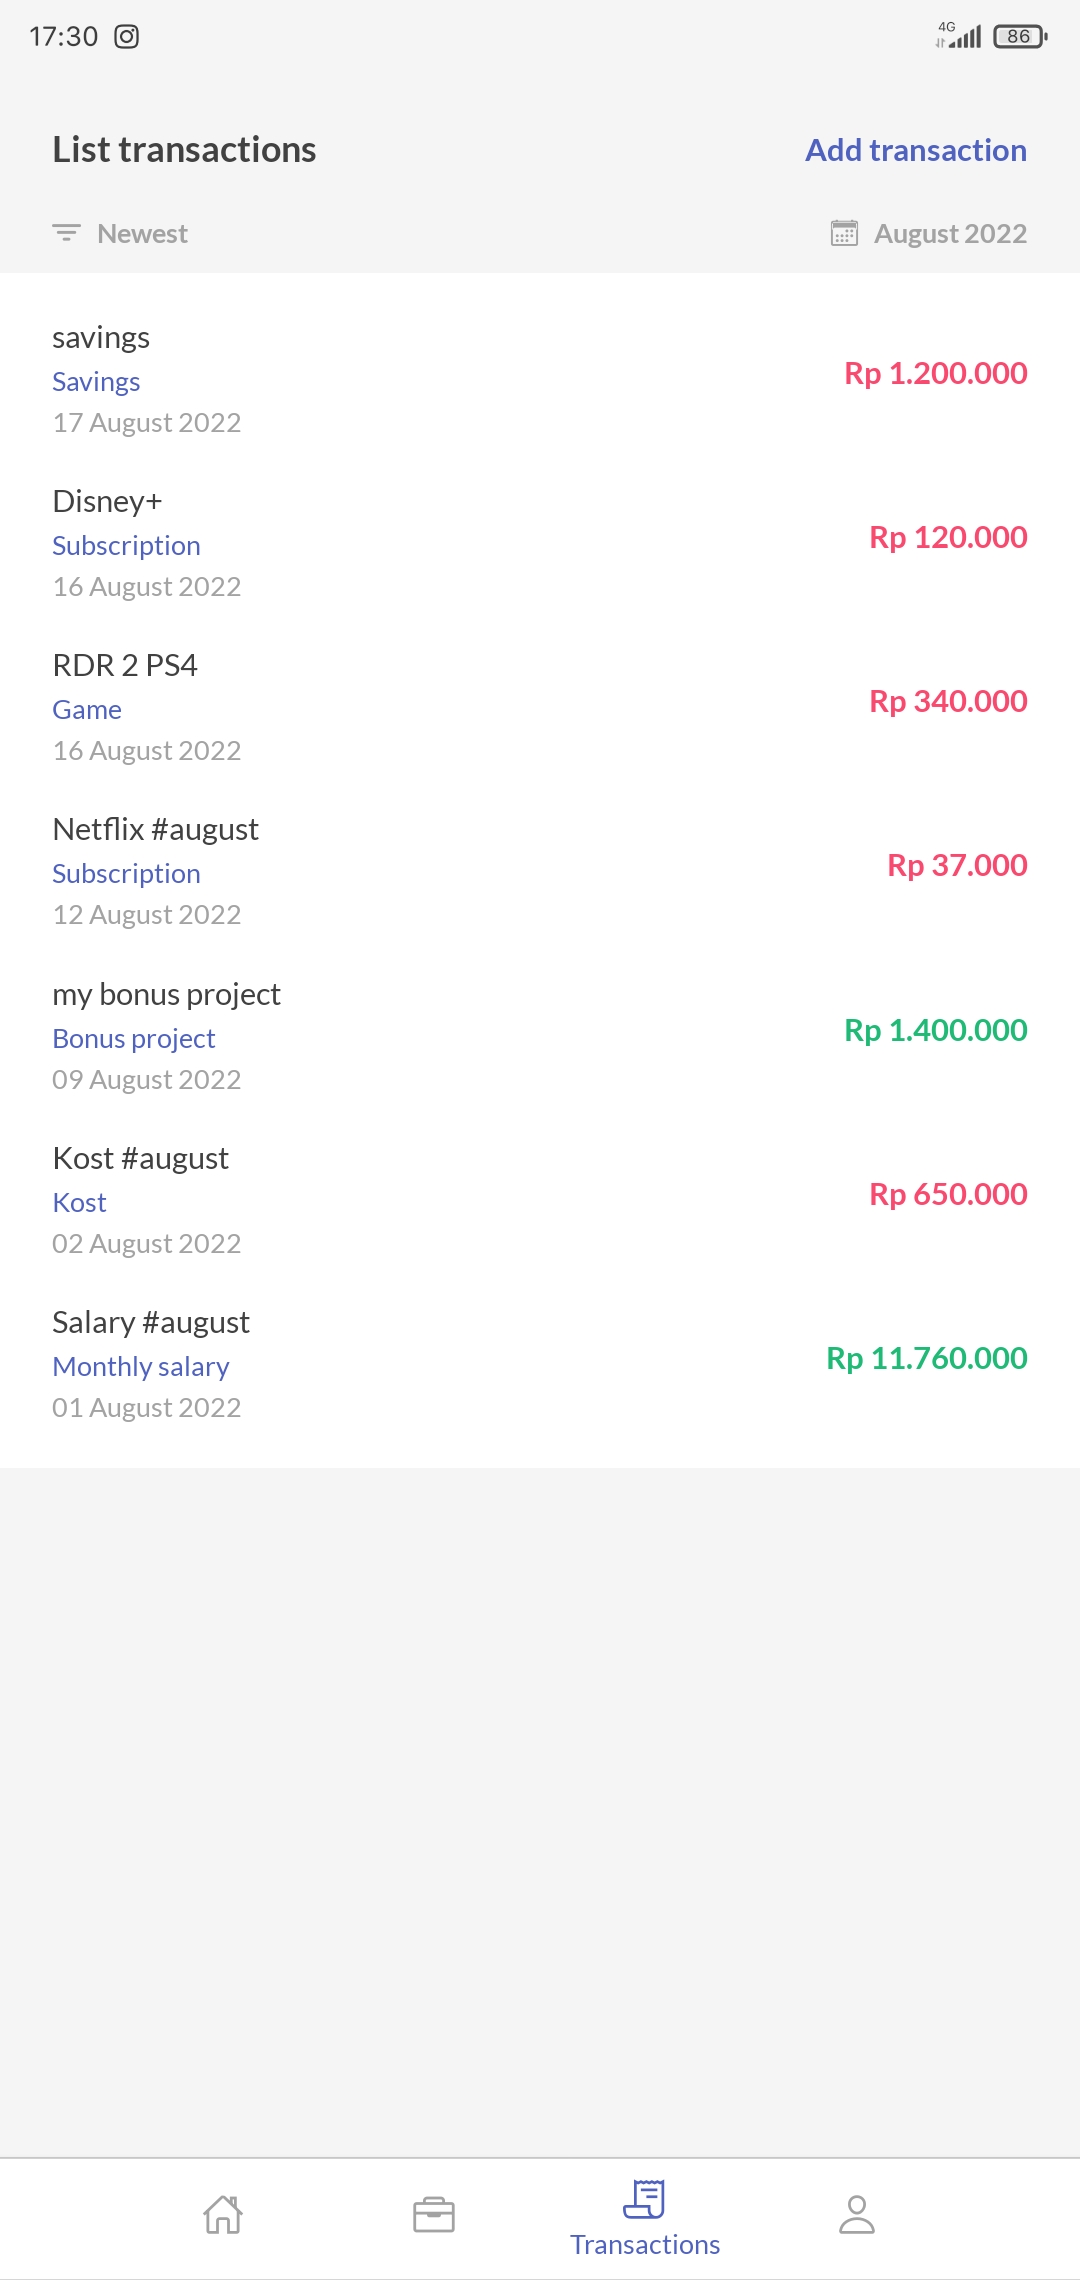 17:30
4G
86
List transactions
Add transaction
Newest
August 2022
savings
Savings
17 August 2022
Rp 1.200.000
Disney+
Subscription
16 August 2022
Rp 120.000
RDR 2 PS4
Game
16 August 2022
Rp 340.000
Netflix #august
Subscription
12 August 2022
Rp 37.000
my bonus project
Bonus project
09 August 2022
Rp 1.400.000
Kost #august
Kost
02 August 2022
Rp 650.000
Salary #august
Monthly salary
01 August 2022
Rp 11.760.000
Transactions